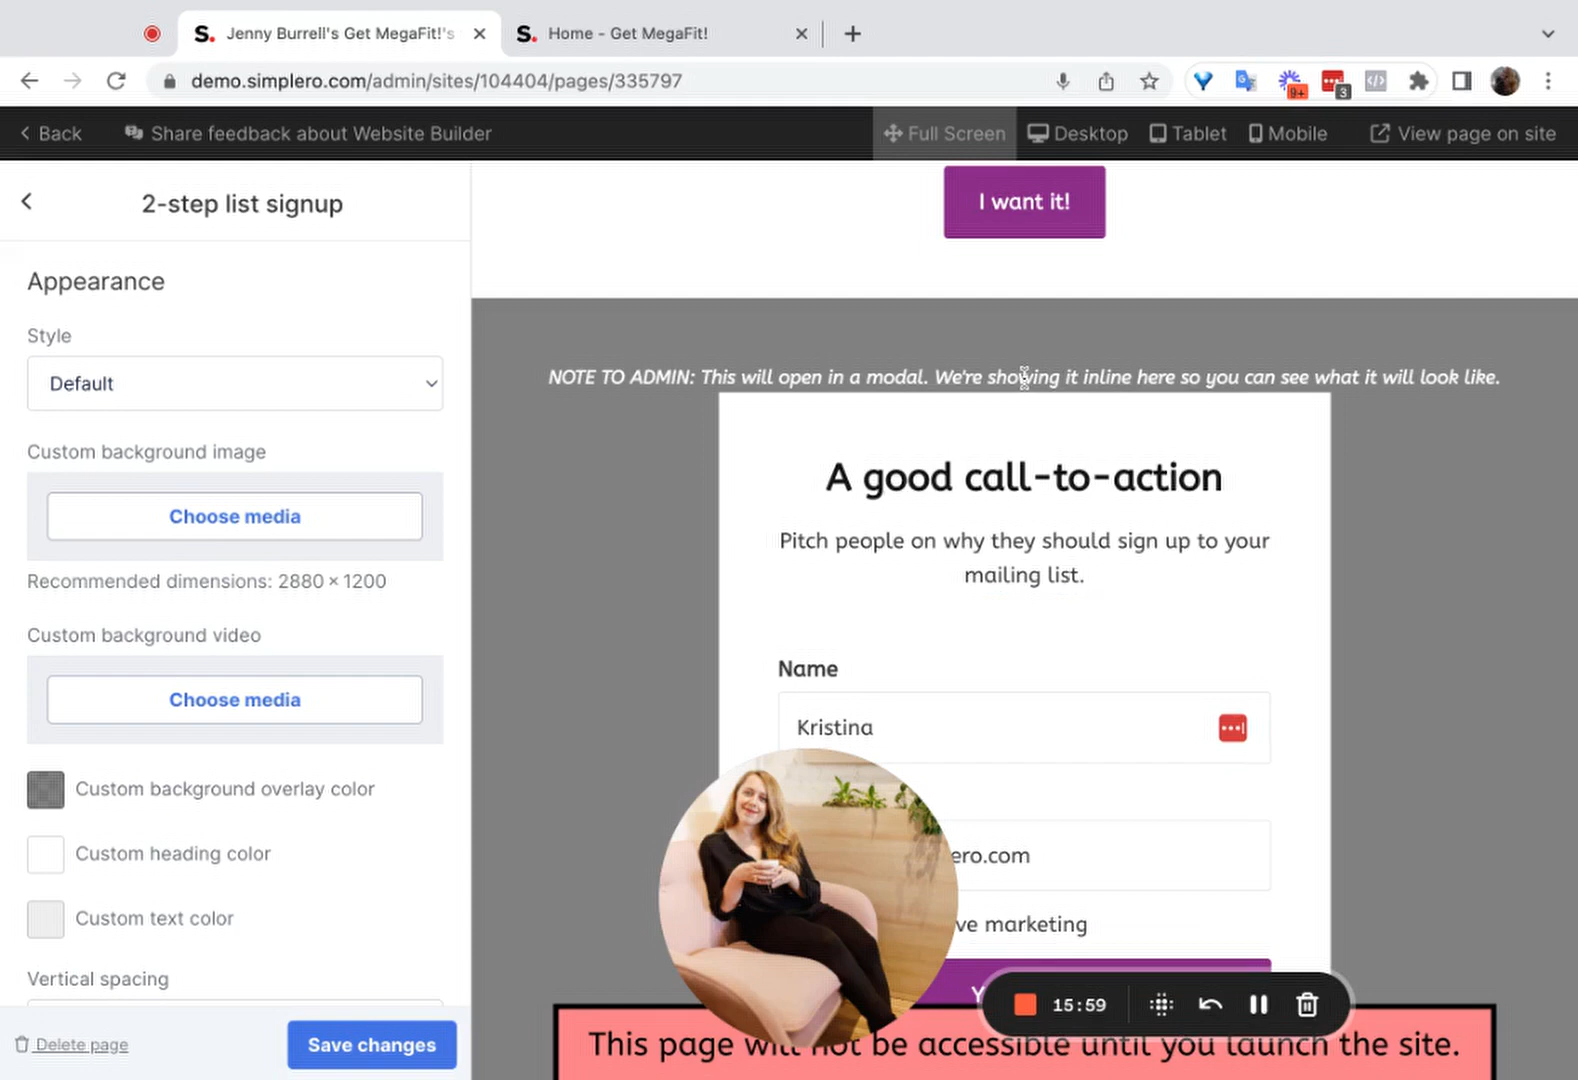 S. Jenny Burrell's Get MegaFit!'s
S. Home - Get MegaFit!
demo.simplero.com/admin/sites/104404/pages/335797
9+
3
Back
Share feedback about Website Builder
Full Screen
Desktop
Tablet
Mobile
View page on site
2-step list signup
I want it!
Appearance
Style
Default
NOTE TO ADMIN: This will open in a modal. We're showing it inline here so you can see what it will look like.
Custom background image
Choose media
Recommended dimensions: 2880 × 1200
Custom background video
Choose media
Custom background overlay color
Custom heading color
Custom text color
Vertical spacing
Delete page
Save changes
A good call-to-action
Pitch people on why they should sign up to your
mailing list.
Name
Kristina
ero.com
ve marketing
Y
15:59
This page will not be accessible until you launch the site.